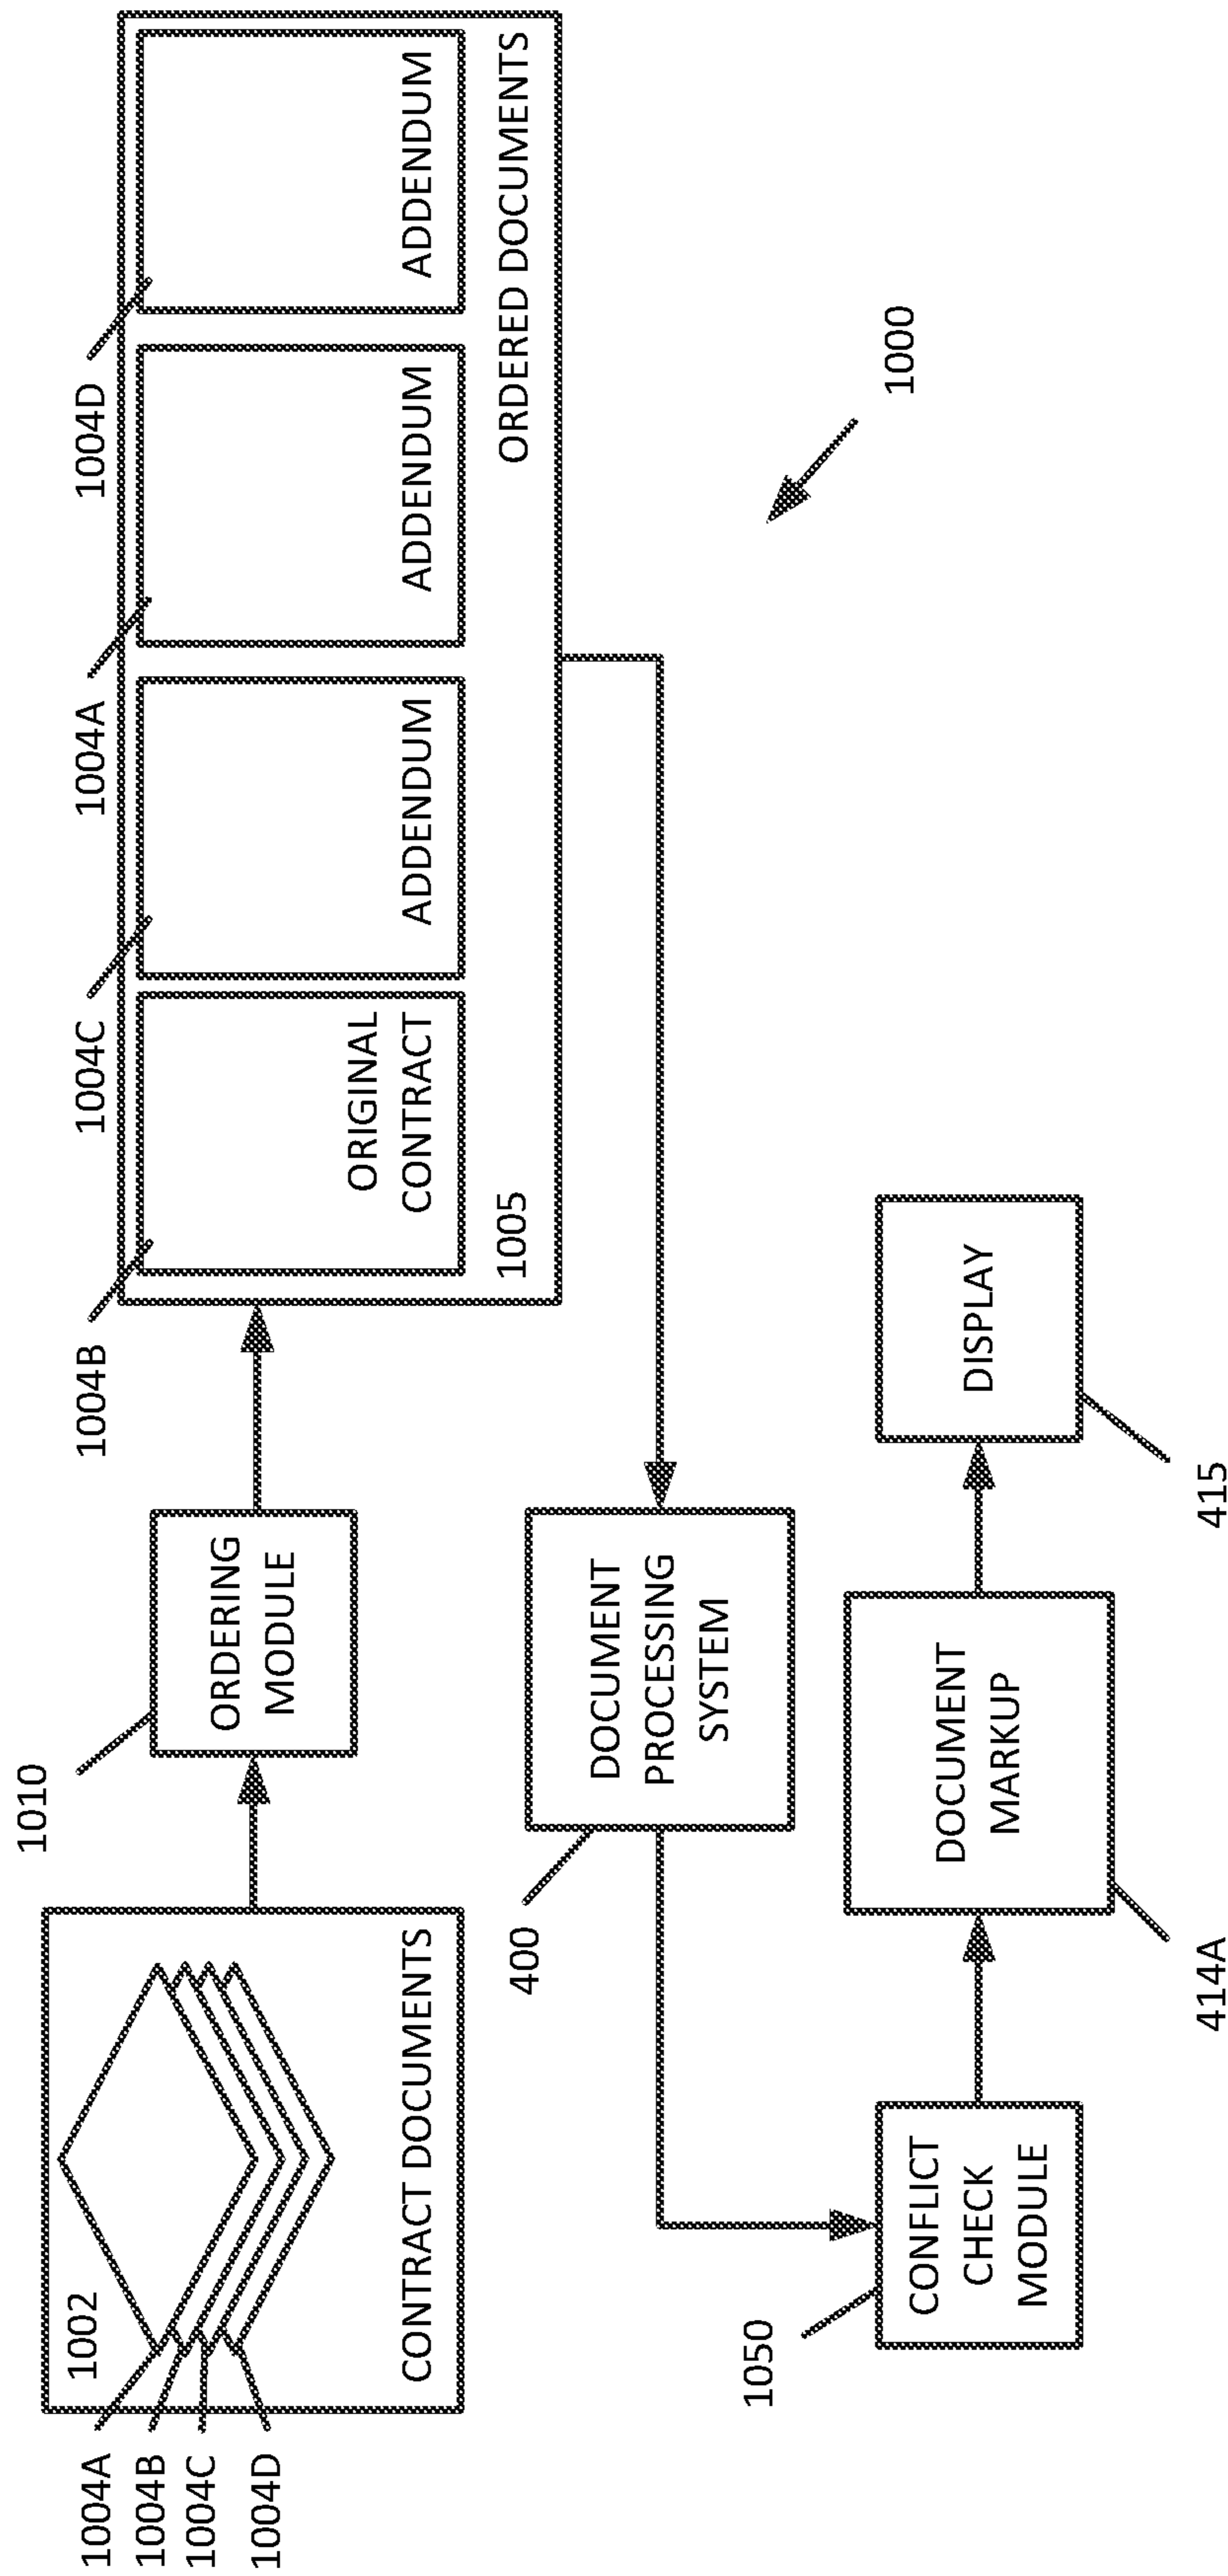 1004A
1004B
1004C
1004D
1002
CONTRACT DOCUMENTS
1010
ORDERING
MODULE
1004B
1004C
1004A
1004D
ORIGINAL
CONTRACT
ADDENDUM
ADDENDUM
ADDENDUM
1005
ORDERED DOCUMENTS
400
DOCUMENT
PROCESSING
SYSTEM
1000
1050
CONFLICT
CHECK
MODULE
DOCUMENT
MARKUP
414A
DISPLAY
415